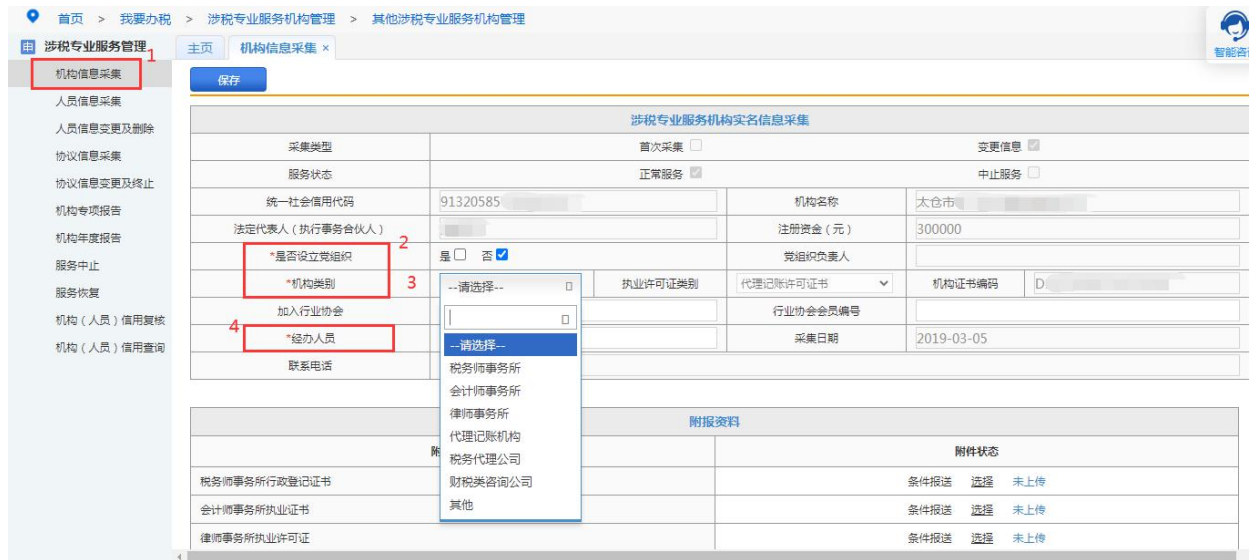 首页 > 我要办税 > 涉税专业服务机构管理 > 其他涉税专业服务机构管理
智能咨
涉税专业服务管理
1
主页 机构信息采集 ×
机构信息采集
保存
人员信息采集
人员信息变更及删除
协议信息采集
协议信息变更及终止
机构专项报告
机构年度报告
服务中止
服务恢复
机构(人员)信用复核
机构(人员)信用查询
涉税专业服务机构实名信息采集
采集类型 首次采集 变更信息
服务状态 正常服务 中止服务
统一社会信用代码 91320585 机构名称 太仓市
法定代表人(执行事务合伙人) 注册资金(元) 300000
2
*是否设立党组织 是 否 党组织负责人
*机构类别 3 --请选择-- 执业许可证类别 代理记账许可证书 机构证书编码 D
加入行业协会 行业协会会员编号
4
*经办人员 采集日期 2019-03-05
联系电话
--请选择--
税务师事务所
会计师事务所
律师事务所
代理记账机构
税务代理公司
财税类咨询公司
其他
附报资料
附件状态
税务师事务所行政登记证书 条件报送 选择 未上传
会计师事务所执业证书 条件报送 选择 未上传
律师事务所执业许可证 条件报送 选择 未上传